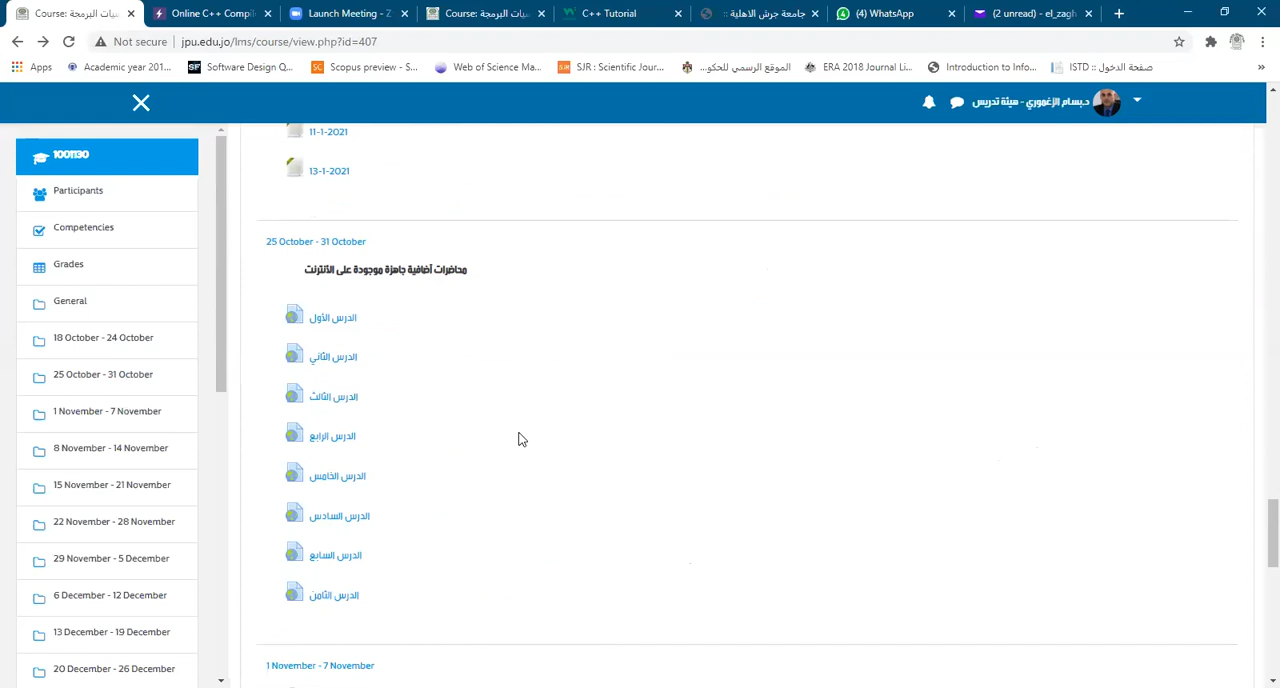 Course: سيات البرمجة
Online C++ Compil
Launch Meeting - Z
Course: سيات البرمجة
C++ Tutorial
جامعة جرش الاهلية ::
(4) WhatsApp
(2 unread) - el_zagh
Not secure
jpu.edu.jo/lms/course/view.php?id=407
Apps
Academic year 201...
Software Design Q...
Scopus preview - S...
Web of Science Ma...
SJR : Scientific Jour...
الموقع الرسمي للحكو...
ERA 2018 Journal Li...
Introduction to Info...
ISTD :: صفحة الدخول
»
د.بسام الزغموري - هيئة تدريس
1001130
Participants
Competencies
Grades
General
18 October - 24 October
25 October - 31 October
1 November - 7 November
8 November - 14 November
15 November - 21 November
22 November - 28 November
29 November - 5 December
6 December - 12 December
13 December - 19 December
20 December - 26 December
11-1-2021
13-1-2021
25 October - 31 October
محاضرات أضافية جاهزة موجودة على الأنترنت
الدرس الأول
الدرس الثاني
الدرس الثالث
الدرس الرابع
الدرس الخامس
الدرس السادس
الدرس السابع
الدرس الثامن
1 November - 7 November